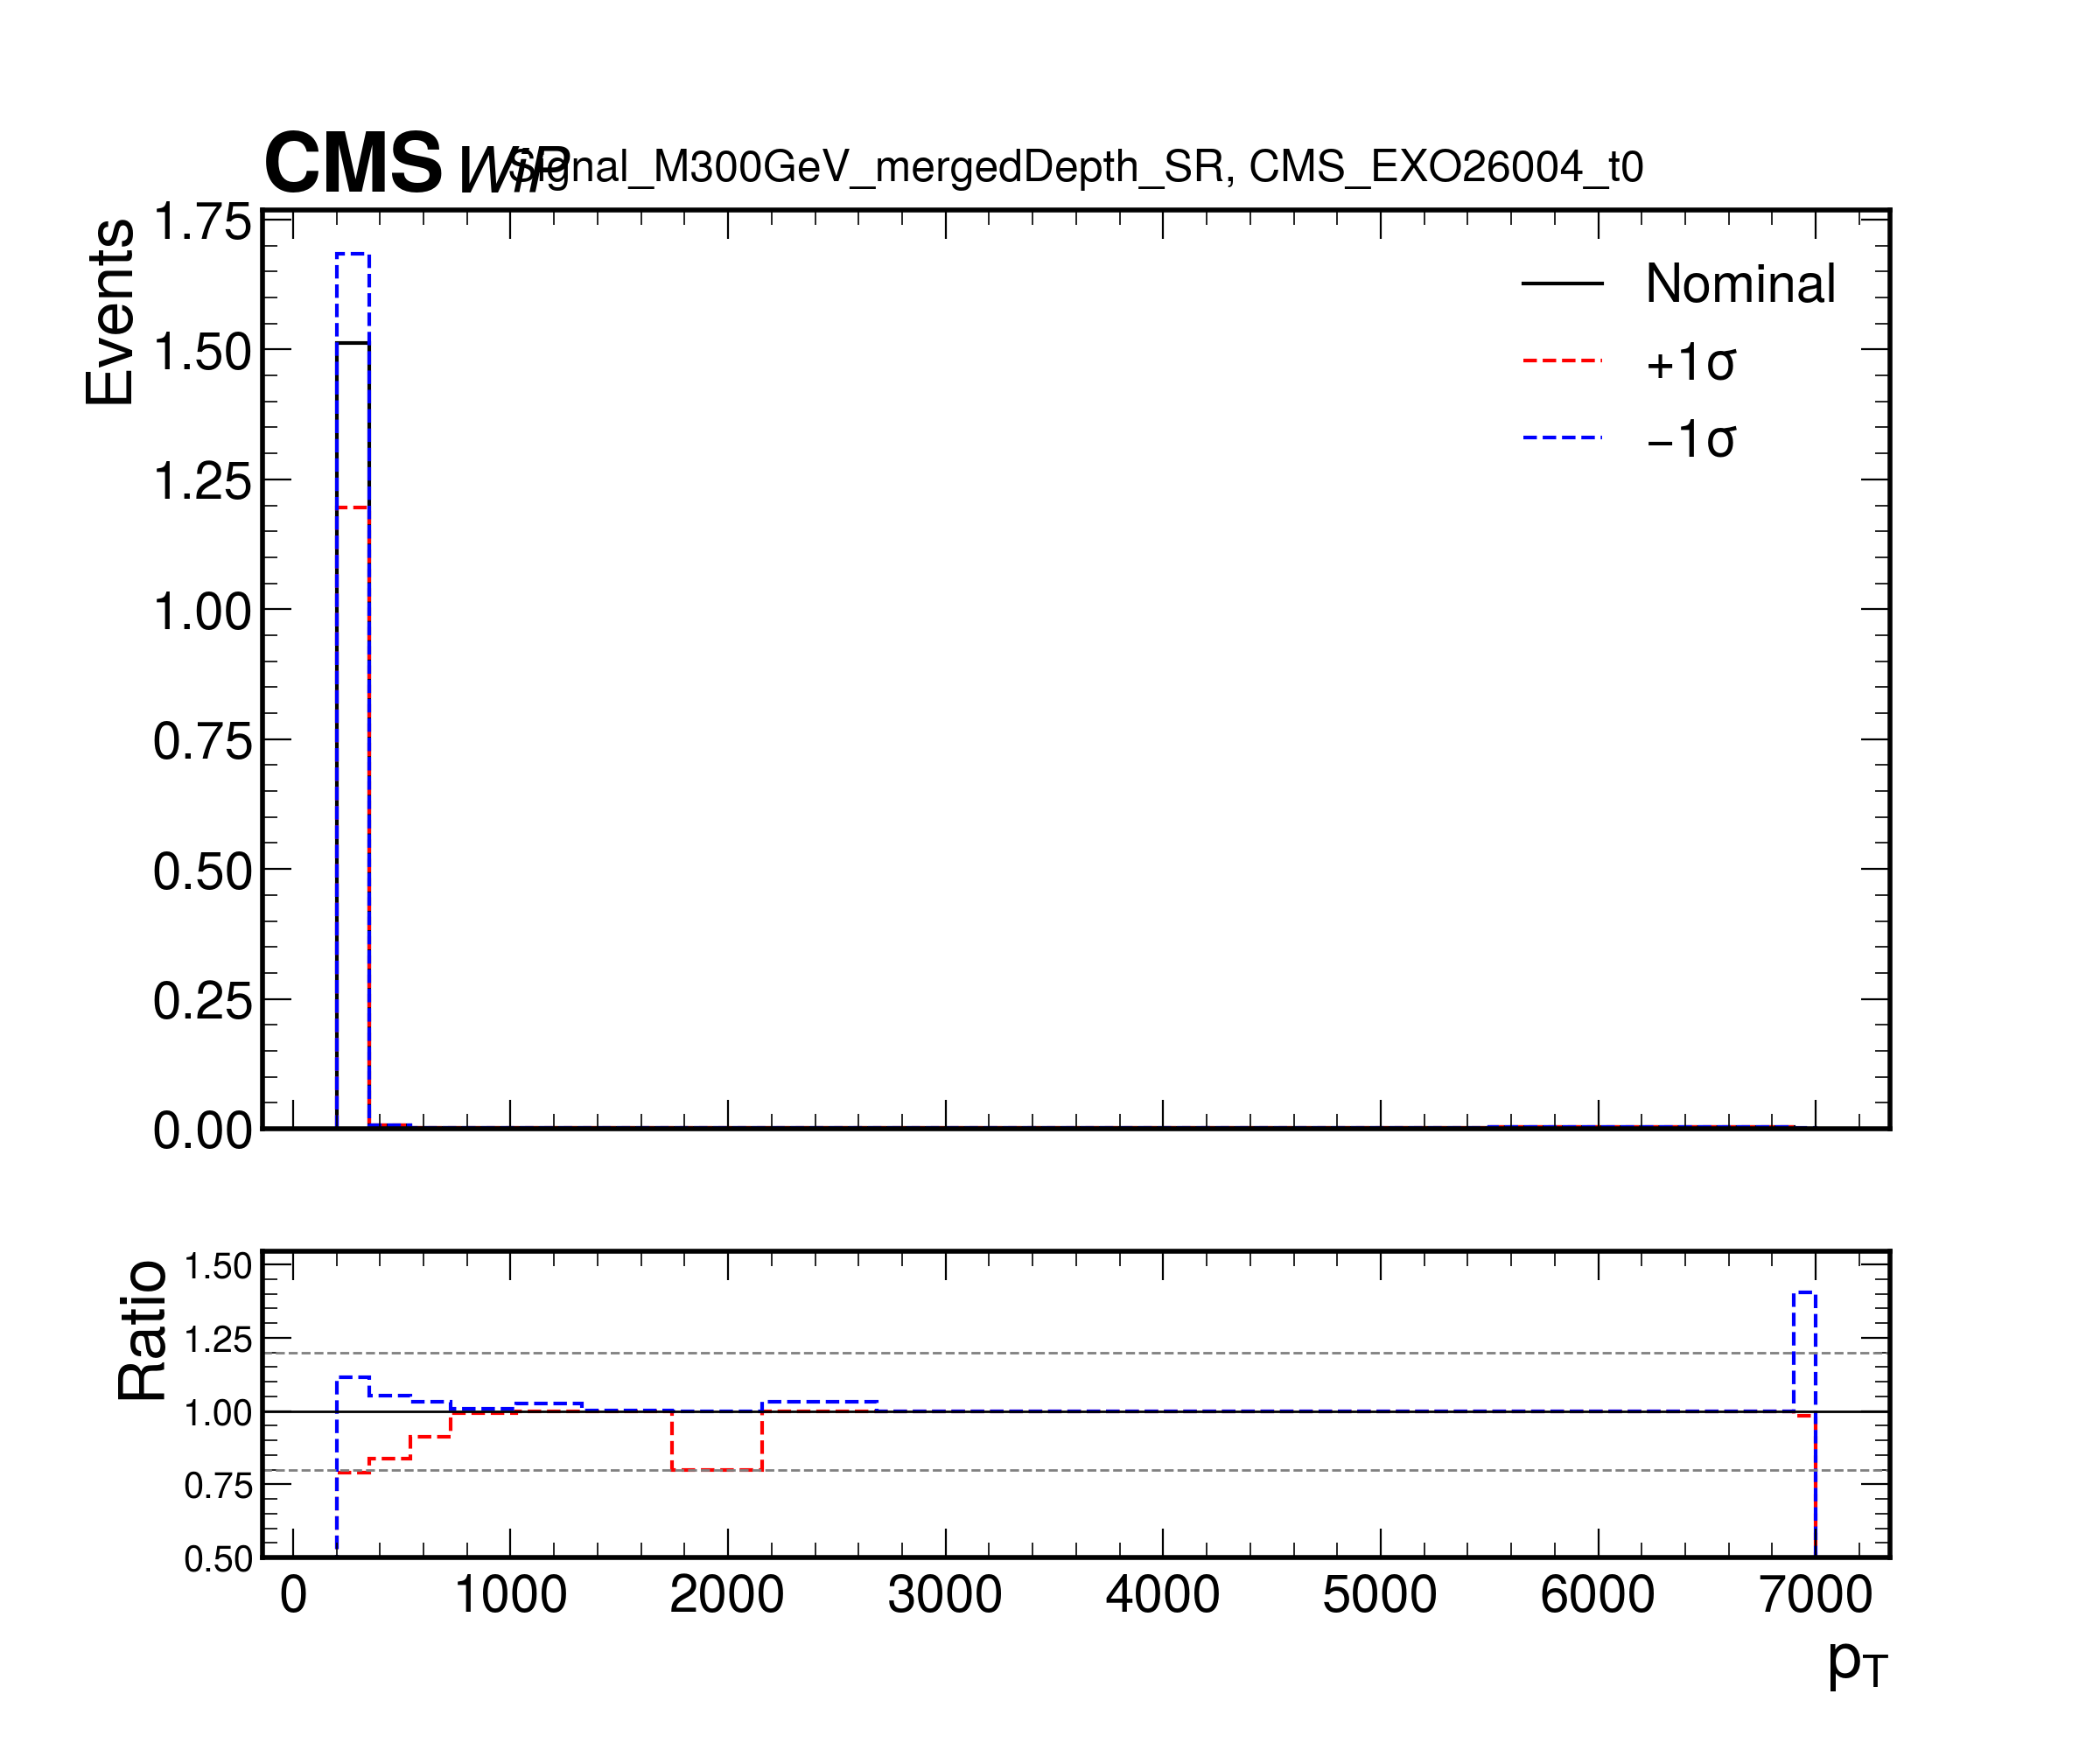 CMS WiP Signal_M300GeV_mergedDepth_SR, CMS_EXO26004_t0
Events
1.75
1.50
1.25
1.00
0.75
0.50
0.25
0.00
Nominal
+1σ
−1σ
Ratio
1.50
1.25
1.00
0.75
0.50
0 1000 2000 3000 4000 5000 6000 7000
pT